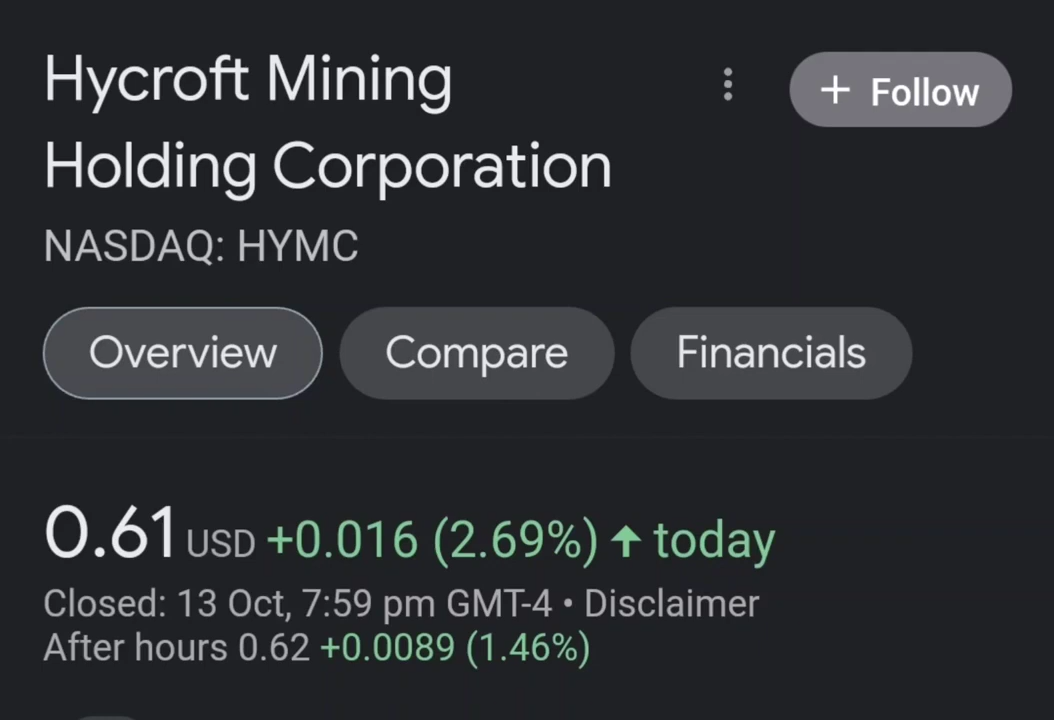 Hycroft Mining
Holding Corporation
+ Follow
NASDAQ: HYMC
Overview Compare Financials
0.61 USD +0.016 (2.69%) ↑ today
Closed: 13 Oct, 7:59 pm GMT-4 • Disclaimer
After hours 0.62 +0.0089 (1.46%)